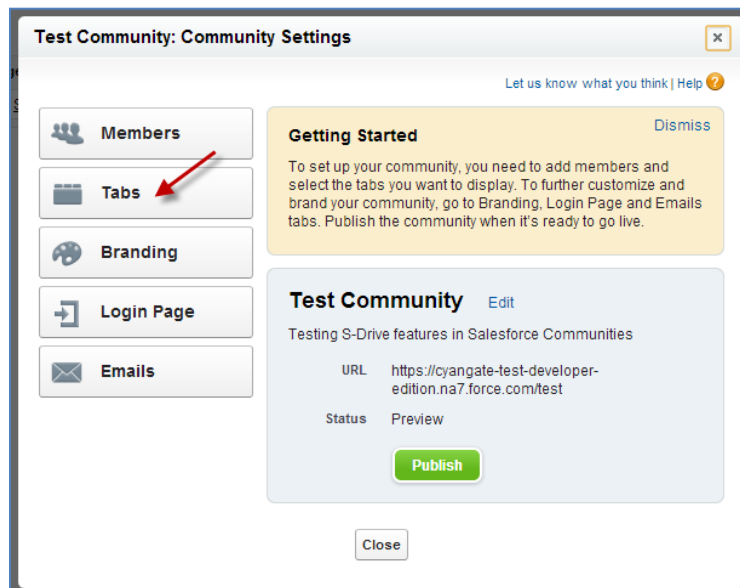 Test Community: Community Settings
Let us know what you think | Help
Members
Tabs
Branding
Login Page
Emails
Getting Started
Dismiss
To set up your community, you need to add members and
select the tabs you want to display. To further customize and
brand your community, go to Branding, Login Page and Emails
tabs. Publish the community when it's ready to go live.
Test Community Edit
Testing S-Drive features in Salesforce Communities
URL https://cyangate-test-developer-
edition.na7.force.com/test
Status Preview
Publish
Close